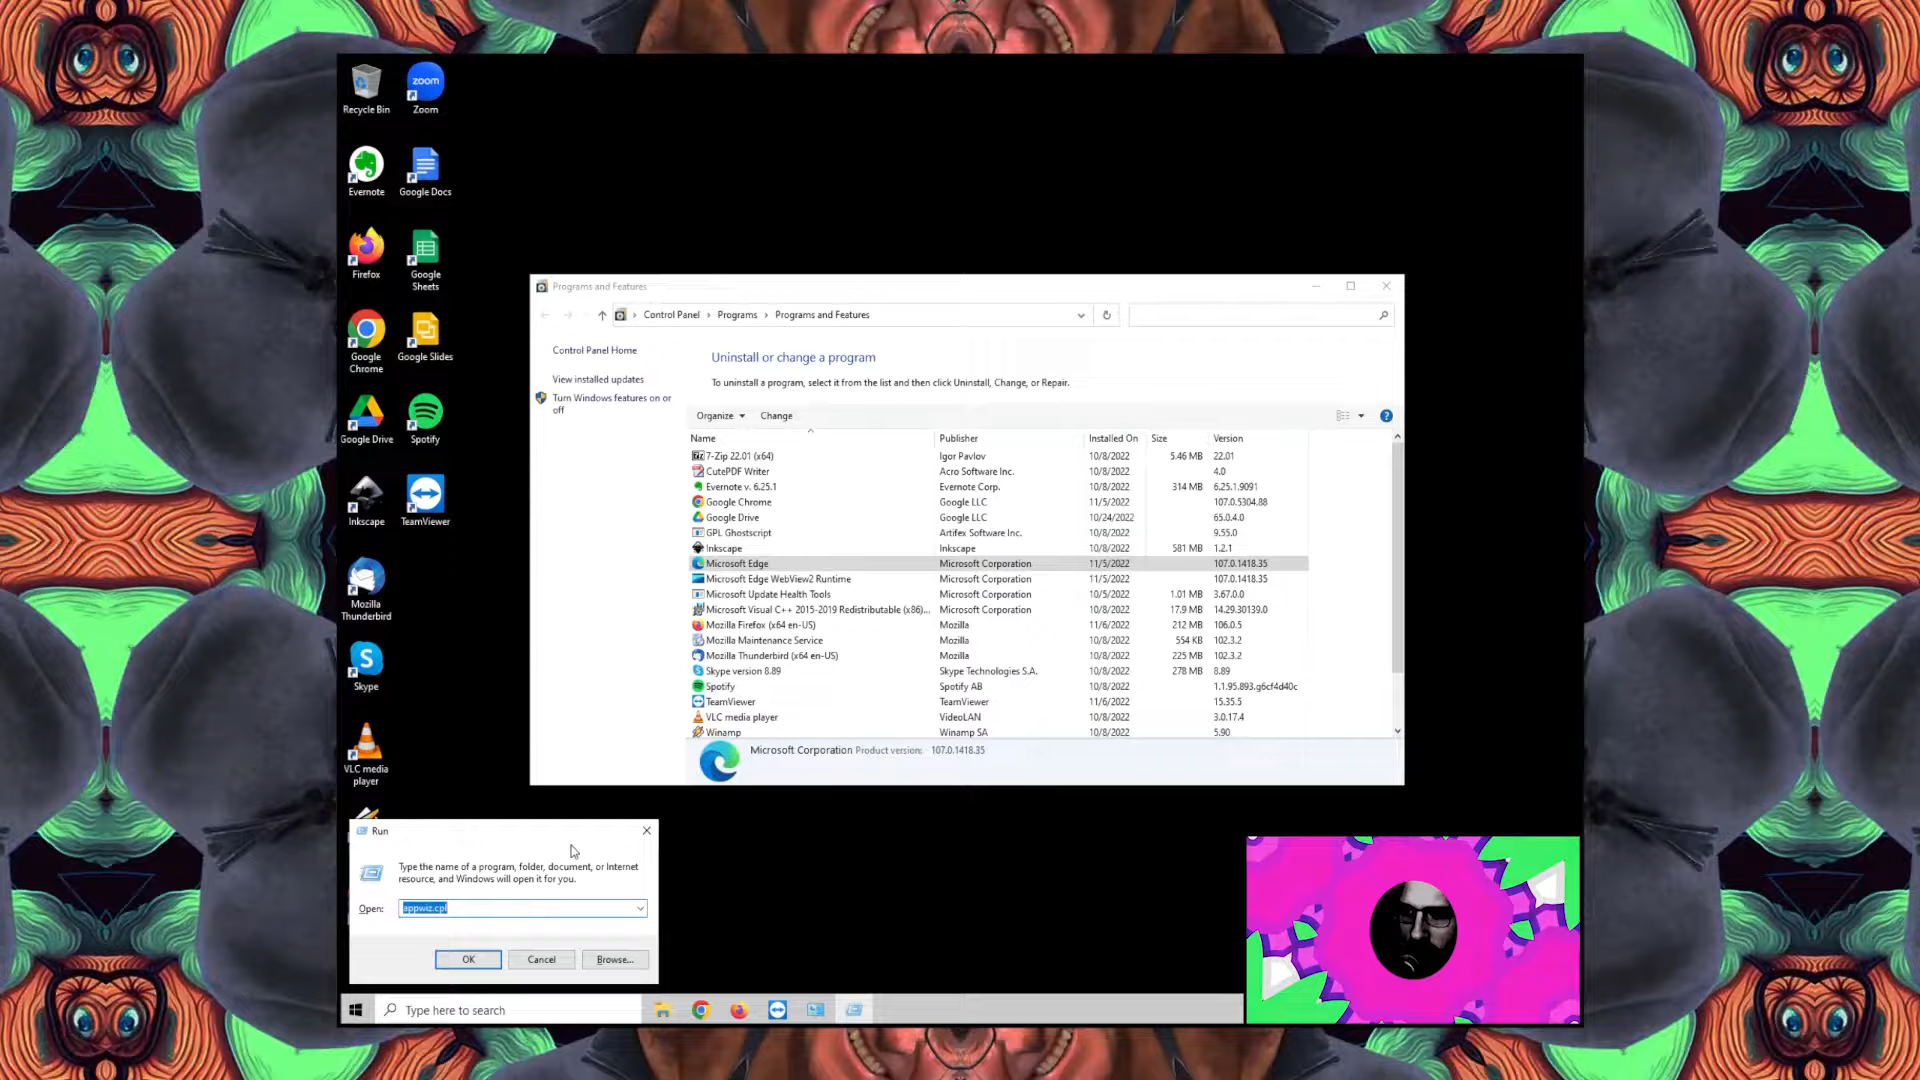 Recycle Bin
zoom
Zoom
Evernote
Google Docs
Firefox
Google
Sheets
Google
Chrome
Google Slides
Google Drive
Spotify
Inkscape
TeamViewer
Mozilla
Thunderbird
S
Skype
VLC media
player
Programs and Features
Control Panel > Programs > Programs and Features
Control Panel Home
View installed updates
Turn Windows features on or
off
Uninstall or change a program
To uninstall a program, select it from the list and then click Uninstall, Change, or Repair.
Organize Change
Name Publisher Installed On Size Version
7-Zip 22.01 (x64) Igor Pavlov 10/8/2022 5.46 MB 22.01
CutePDF Writer Acro Software Inc. 10/8/2022 4.0
Evernote v. 6.25.1 Evernote Corp. 10/8/2022 314 MB 6.25.1.9091
Google Chrome Google LLC 11/5/2022 107.0.5304.88
Google Drive Google LLC 10/24/2022 65.0.4.0
GPL Ghostscript Artifex Software Inc. 10/8/2022 9.55.0
Inkscape Inkscape 10/8/2022 581 MB 1.2.1
Microsoft Edge Microsoft Corporation 11/5/2022 107.0.1418.35
Microsoft Edge WebView2 Runtime Microsoft Corporation 11/5/2022 107.0.1418.35
Microsoft Update Health Tools Microsoft Corporation 10/5/2022 1.01 MB 3.67.0.0
Microsoft Visual C++ 2015-2019 Redistributable (x86)... Microsoft Corporation 10/8/2022 17.9 MB 14.29.30139.0
Mozilla Firefox (x64 en-US) Mozilla 11/6/2022 212 MB 106.0.5
Mozilla Maintenance Service Mozilla 10/8/2022 554 KB 102.3.2
Mozilla Thunderbird (x64 en-US) Mozilla 10/8/2022 225 MB 102.3.2
Skype version 8.89 Skype Technologies S.A. 10/8/2022 278 MB 8.89
Spotify Spotify AB 10/8/2022 1.1.95.893.g6cf4d40c
TeamViewer TeamViewer 11/6/2022 15.35.5
VLC media player VideoLAN 10/8/2022 3.0.17.4
Winamp Winamp SA 10/8/2022 5.90
Microsoft Corporation Product version: 107.0.1418.35
Run
Type the name of a program, folder, document, or Internet
resource, and Windows will open it for you.
Open: appwiz.cpl
OK Cancel Browse...
Type here to search